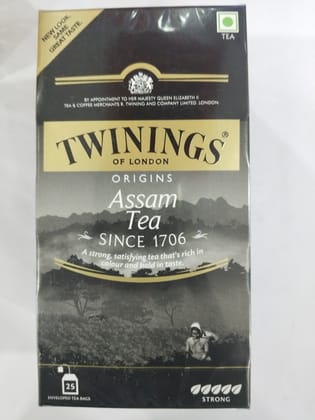 NEW LOOK.
SAME
GREAT TASTE.
TEA
BY APPOINTMENT TO HER MAJESTY QUEEN ELIZABETH II
TEA & COFFEE MERCHANTS R. TWINING AND COMPANY LIMITED. LONDON
TWININGS®
OF LONDON
ORIGINS
Assam
Tea
SINCE 1706
A strong, satisfying tea that's rich in
colour and bold in taste.
25
ENVELOPED TEA BAGS
STRONG